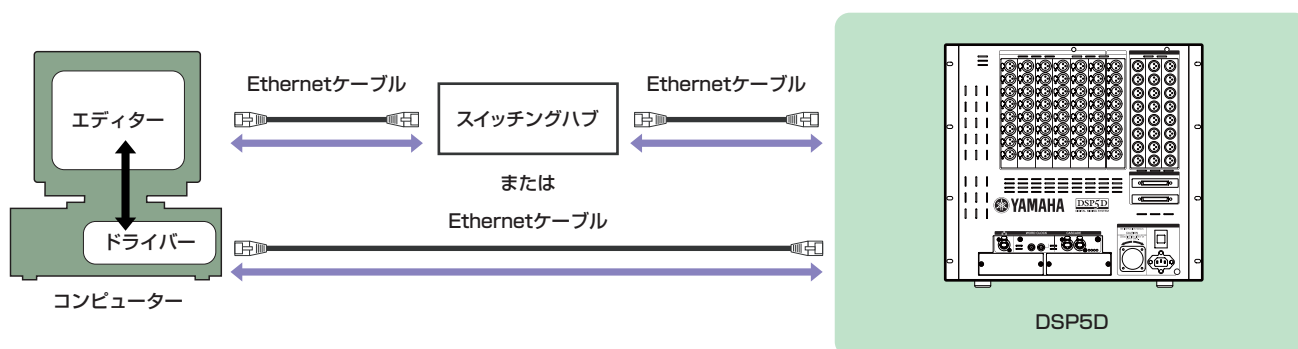 エディター
ドライバー
コンピューター
Ethernetケーブル
スイッチングハブ
Ethernetケーブル
または
Ethernetケーブル
YAMAHA
DSP5D
WORD CLOCK
CASCADE
DSP5D